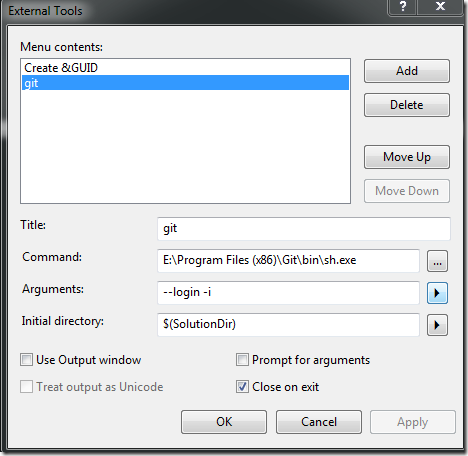 External Tools
?
X
Menu contents:
Create &GUID
git
Add
Delete
Move Up
Move Down
Title:
git
Command:
E:\Program Files (x86)\Git\bin\sh.exe
...
Arguments:
--login -i
Initial directory:
$(SolutionDir)
Use Output window
Prompt for arguments
Treat output as Unicode
Close on exit
OK
Cancel
Apply